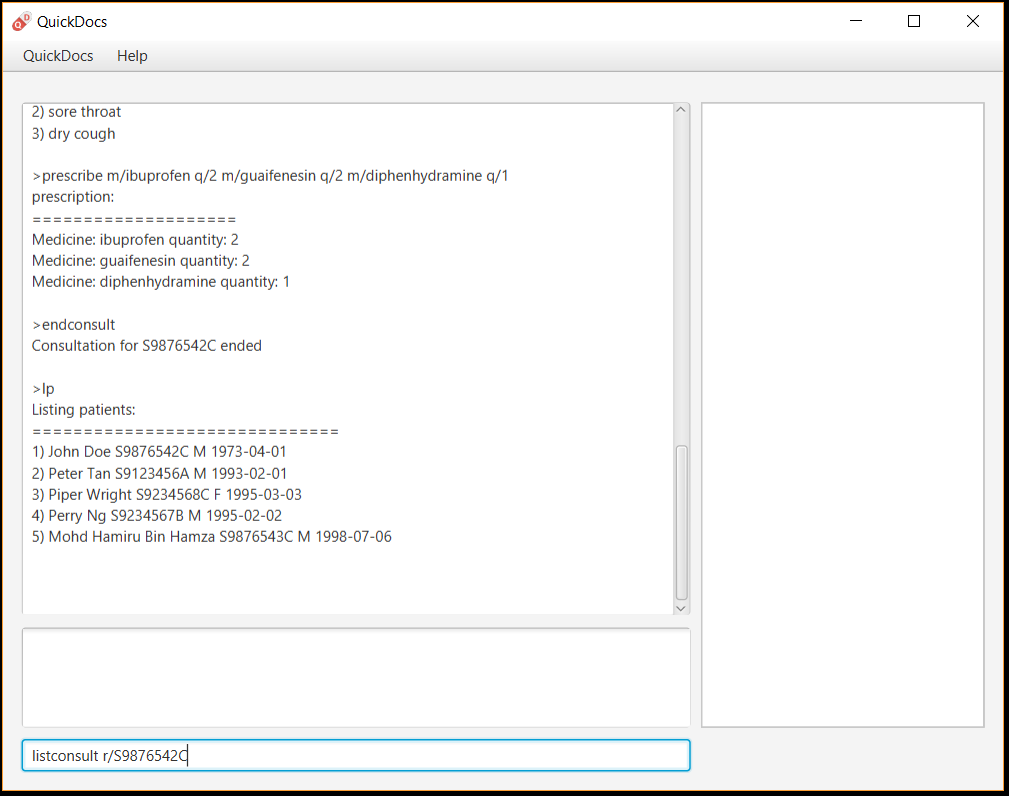 QuickDocs
QuickDocs Help
2) sore throat
3) dry cough
>prescribe m/ibuprofen q/2 m/guaifenesin q/2 m/diphenhydramine q/1
prescription:
====================
Medicine: ibuprofen quantity: 2
Medicine: guaifenesin quantity: 2
Medicine: diphenhydramine quantity: 1
>endconsult
Consultation for S9876542C ended
>lp
Listing patients:
==============================
1) John Doe S9876542C M 1973-04-01
2) Peter Tan S9123456A M 1993-02-01
3) Piper Wright S9234568C F 1995-03-03
4) Perry Ng S9234567B M 1995-02-02
5) Mohd Hamiru Bin Hamza S9876543C M 1998-07-06
listconsult r/S9876542C